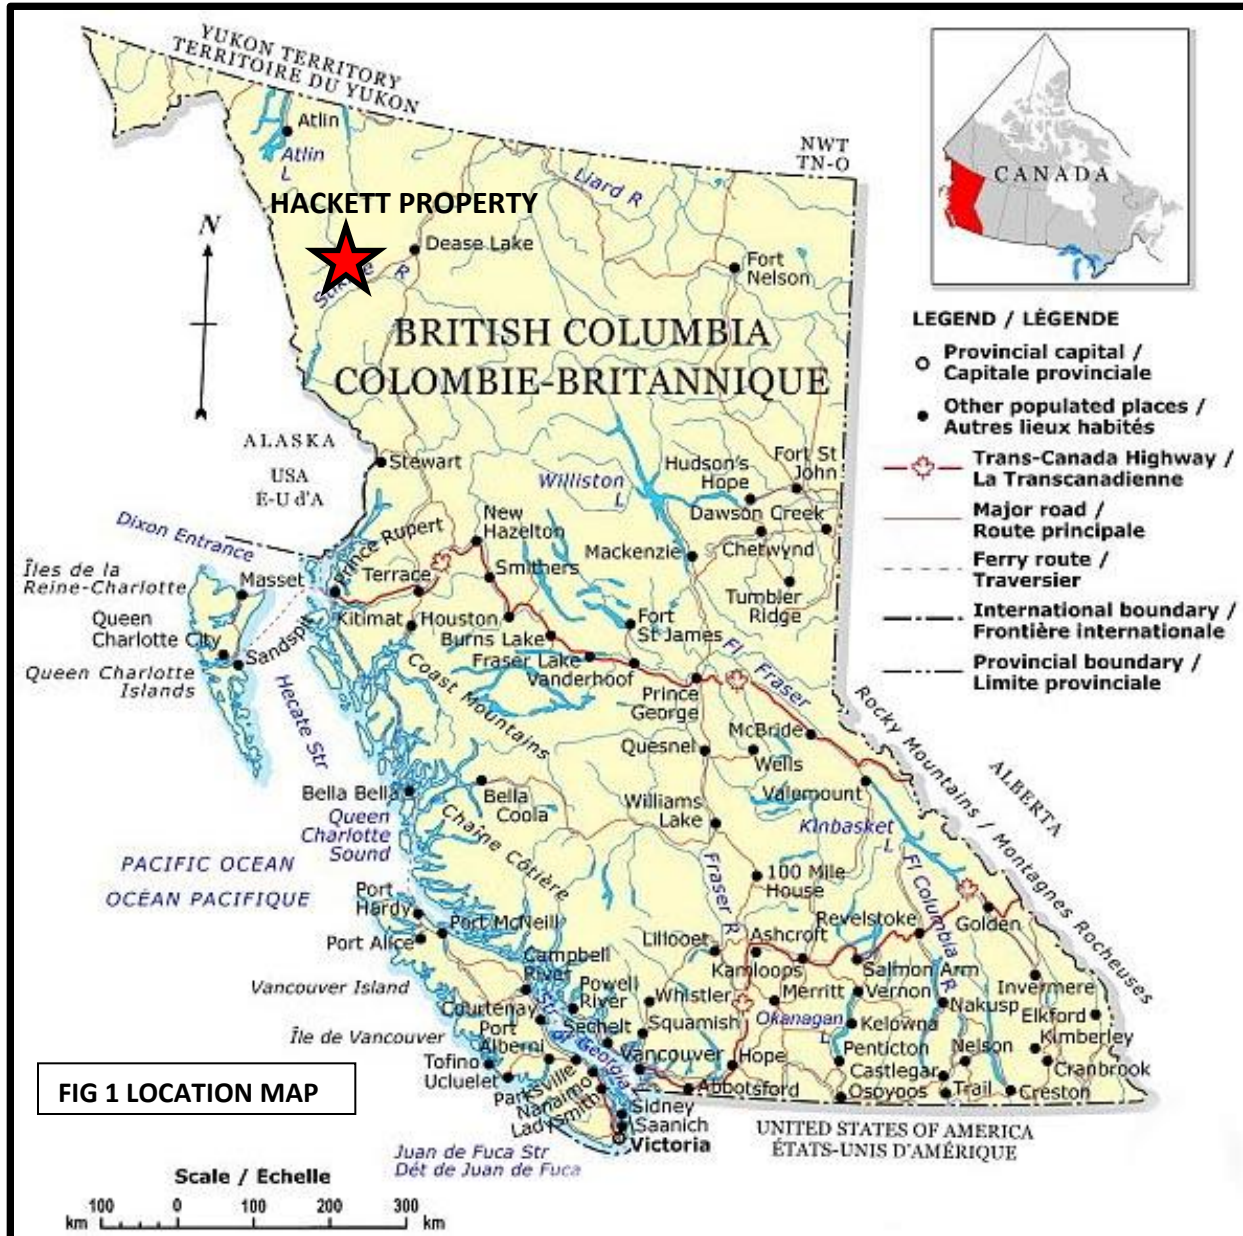 YUKON TERRITORY
TERRITOIRE DU YUKON
NWT
TN-O
Atlin
Atlin
L
Liard R
HACKETT PROPERTY
Dease Lake
R
Fort
Nelson
N
BRITISH COLUMBIA
COLOMBIE-BRITANNIQUE
CANADA
LEGEND / LÉGENDE
Provincial capital /
Capitale provinciale
Other populated places /
Autres lieux habités
Trans-Canada Highway /
La Transcanadienne
Major road /
Route principale
Ferry route /
Traversier
International boundary /
Frontière internationale
Provincial boundary /
Limite provinciale
ALASKA
USA
É-U d'A
Stewart
Williston
L
Hudson's
Hope
Fort St
John
Dawson Creek
Chetwynd
Mackenzie
Tumbler
Ridge
New
Hazelton
Smithers
Dixon Entrance
Prince Rupert
Terrace
Îles de la
Reine-Charlotte
Masset
Kitimat
Houston
Burns Lake
Fort
St James
Queen
Charlotte City
Sandspit
Fraser Lake
Vanderhoof
Queen Charlotte
Islands
Hecate Str
Coast Mountains
Prince
George
Fl Fraser
McBride
Quesnel
Wells
Rocky Mountains / Montagnes Rocheuses
ALBERTA
Valemount
Bella Bella
Bella
Coola
Williams
Lake
Kinbasket
L
Queen
Charlotte
Sound
Chaîne Côtière
PACIFIC OCEAN
OCÉAN PACIFIQUE
Fraser R
100 Mile
House
Fl Columbia R
Golden
Port
Hardy
Port McNeill
Port Alice
Revelstoke
Lillooet
Ashcroft
Kamloops
Salmon Arm
Invermere
Campbell
River
Powell
River
Whistler
Merritt
Vernon
Nakusp
Elkford
Vancouver Island
Courtenay
Str of Georgia
Sechelt
Squamish
Okanagan
L
Kelowna
Kimberley
Île de Vancouver
Port
Alberni
Vancouver
Hope
Penticton
Nelson
Cranbrook
Tofino
Ucluelet
Parksville
Nanaimo
Ladysmith
Abbotsford
Castlegar
Osoyoos
Trail
Creston
Sidney
Saanich
Victoria
FIG 1 LOCATION MAP
UNITED STATES OF AMERICA
ÉTATS-UNIS D'AMÉRIQUE
Juan de Fuca Str
Dét de Juan de Fuca
Scale / Echelle
100 0 100 200 300
km km